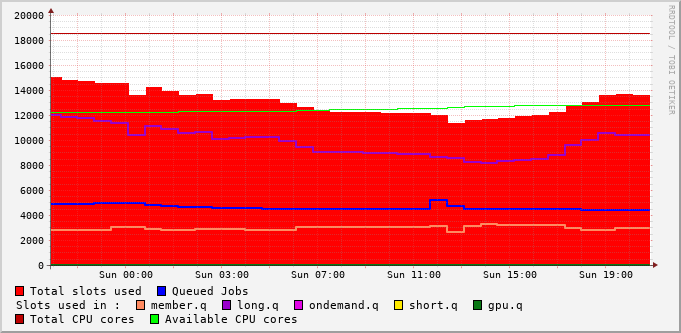 20000
18000
16000
14000
12000
10000
8000
6000
4000
2000
0
Sun 00:00 Sun 03:00 Sun 07:00 Sun 11:00 Sun 15:00 Sun 19:00
Total slots used Queued Jobs
Slots used in : member.q long.q ondemand.q short.q gpu.q
Total CPU cores Available CPU cores
RRDTOOL / TOBI OETIKER